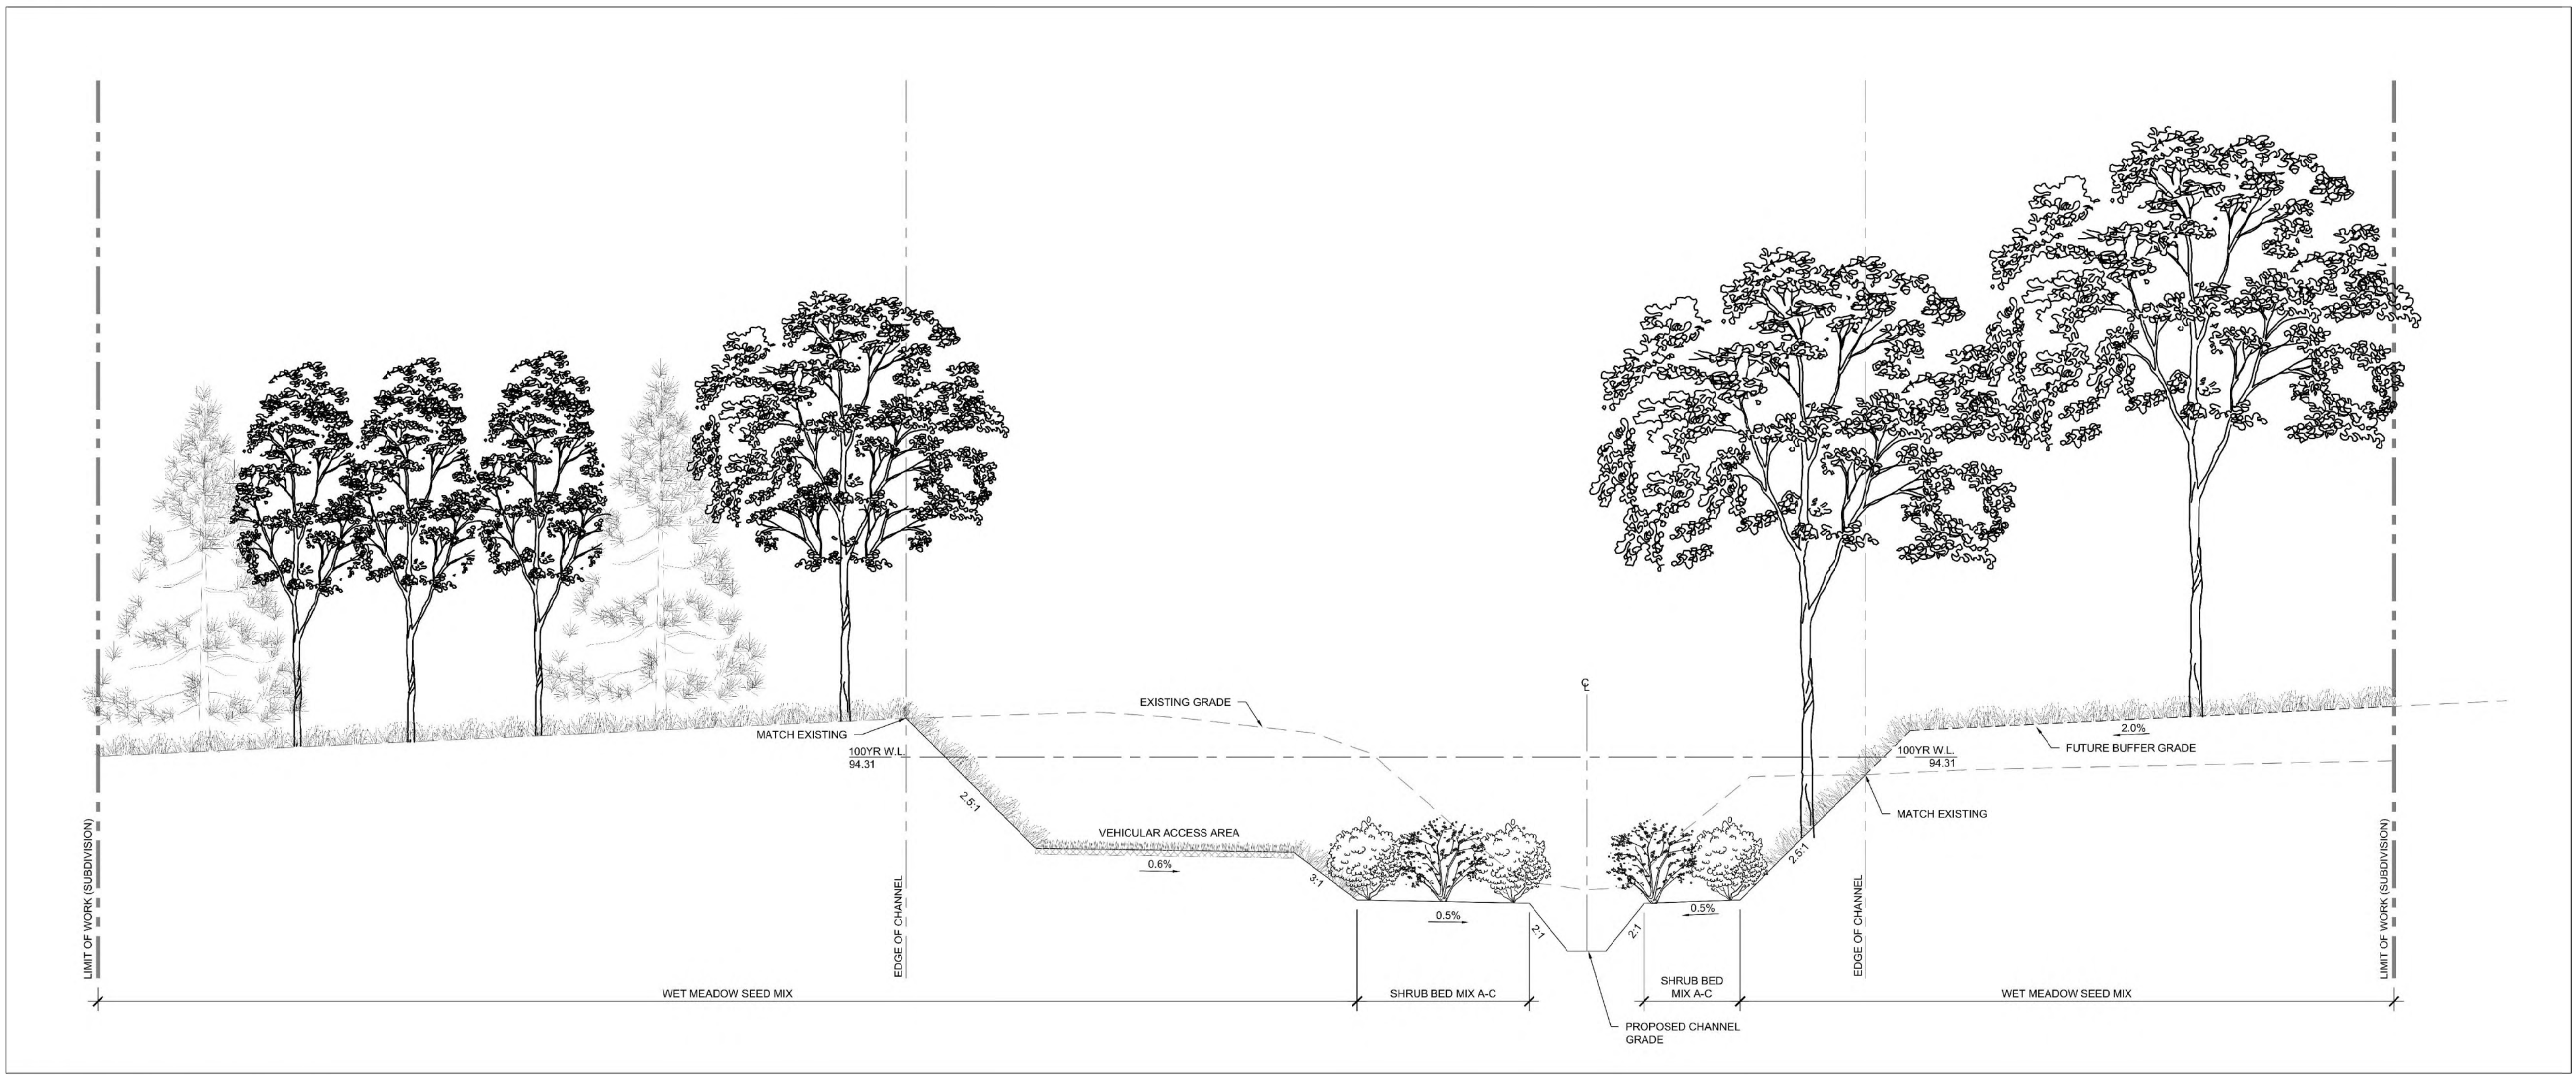 ℄
EXISTING GRADE
MATCH EXISTING
100YR W.L.
94.31
100YR W.L.
94.31
2.0%
FUTURE BUFFER GRADE
MATCH EXISTING
2.5:1
VEHICULAR ACCESS AREA
0.6%
3:1
0.5%
2:1
2:1
0.5%
2.5:1
LIMIT OF WORK (SUBDIVISION)
EDGE OF CHANNEL
EDGE OF CHANNEL
LIMIT OF WORK (SUBDIVISION)
WET MEADOW SEED MIX
SHRUB BED MIX A-C
SHRUB BED
MIX A-C
WET MEADOW SEED MIX
PROPOSED CHANNEL
GRADE